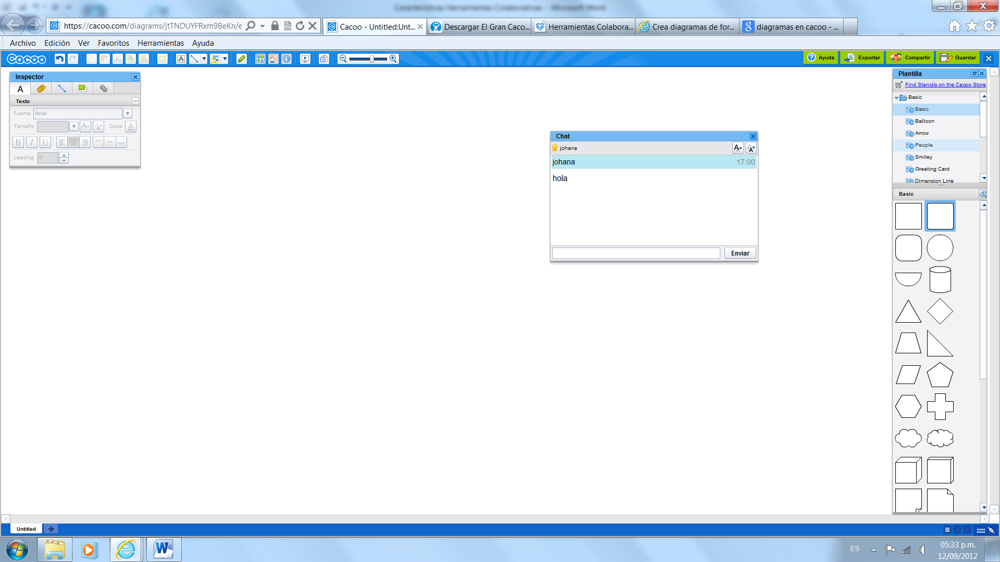 Características Herramientas Colaborativas - Microsoft Word
https://cacoo.com/diagrams/jtTNDUYFRxm9BeKn/e
Cacoo - Untitled:Unt...
Descargar El Gran Caco...
Herramientas Colabora...
Crea diagramas de for...
diagramas en cacoo - ...
Archivo Edición Ver Favoritos Herramientas Ayuda
cacoo
Ayuda Exportar Compartir Guardar
Inspector
A
Texto
Fuente Arial
Tamaño Color A
B I U
Leading 0
Chat
johana
johana 17:00
hola
Enviar
Plantilla
Find Stencils on the Cacoo Store
Basic
Basic
Balloon
Arrow
People
Smiley
Greeting Card
Dimension Line
Basic
Untitled
ES
05:33 p.m.
12/09/2012